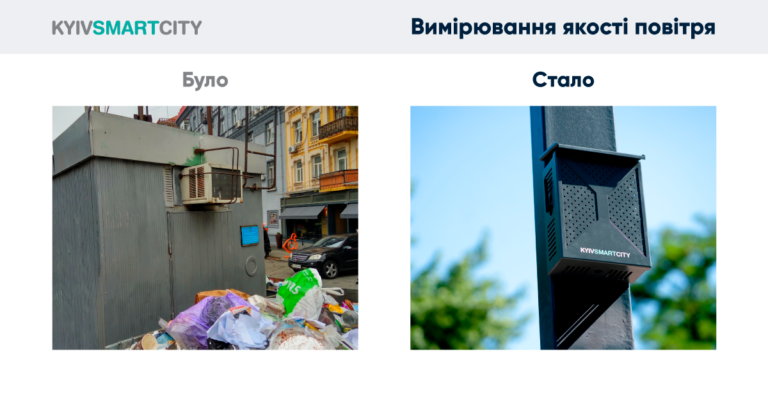 KYIVSMARTCITY
Вимірювання якості повітря
Було
Стало
KYIVSMARTCITY